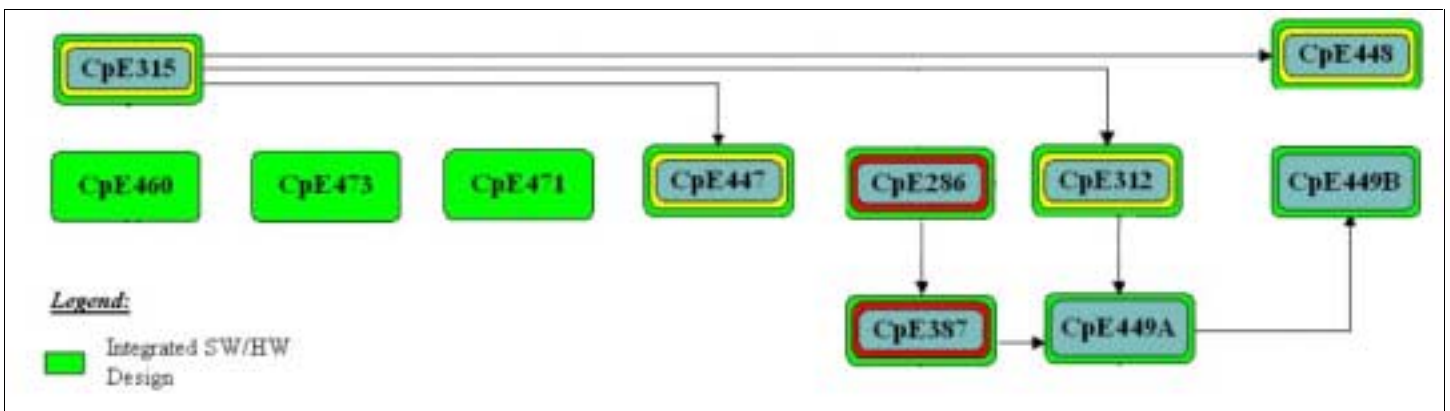 CpE315
CpE448
CpE460
CpE473
CpE471
CpE447
CpE286
CpE312
CpE449B
CpE387
CpE449A
Legend:
Integrated SW/HW
Design